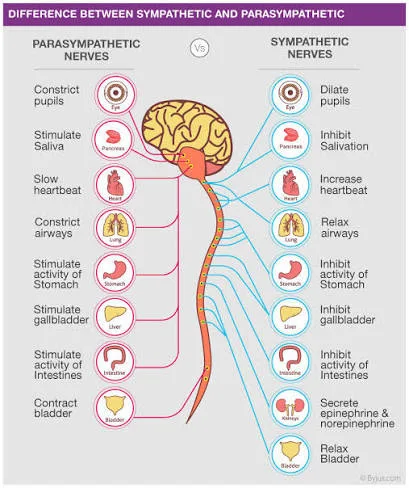 DIFFERENCE BETWEEN SYMPATHETIC AND PARASYMPATHETIC
PARASYMPATHETIC
NERVES
Vs
SYMPATHETIC
NERVES
Constrict
pupils
Eye
Eye
Dilate
pupils
Stimulate
Saliva
Pancreas
Pancreas
Inhibit
Salivation
Slow
heartbeat
Heart
Heart
Increase
heartbeat
Constrict
airways
Lung
Lung
Relax
airways
Stimulate
activity of
Stomach
Stomach
Stomach
Inhibit
activity of
Stomach
Stimulate
gallbladder
Liver
Liver
Inhibit
gallbladder
Stimulate
activity of
Intestines
Intestine
Intestine
Inhibit
activity of
Intestines
Contract
bladder
Bladder
Kidneys
Secrete
epinephrine &
norepinephrine
Bladder
Relax
Bladder
© Byjus.com